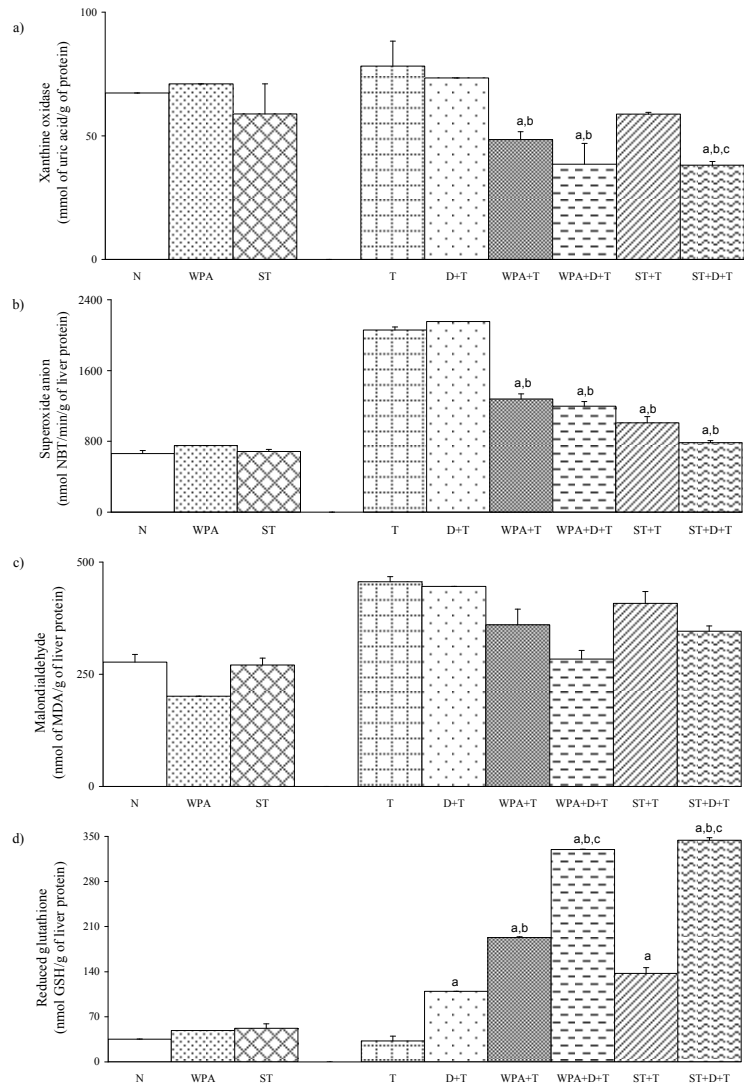 a)
Xanthine oxidase
(mmol of uric acid/g of protein)
100
50
0
a,b
a,b
a,b,c
N WPA ST T D+T WPA+T WPA+D+T ST+T ST+D+T
b)
Superoxide anion
(nmol NBT/min/g of liver protein)
2400
1600
800
0
a,b
a,b
a,b
a,b
N WPA ST T D+T WPA+T WPA+D+T ST+T ST+D+T
c)
Malondialdehyde
(nmol of MDA/g of liver protein)
500
250
0
N WPA ST T D+T WPA+T WPA+D+T ST+T ST+D+T
d)
Reduced glutathione
(nmol GSH/g of liver protein)
350
280
210
140
70
0
a
a,b
a,b,c
a
a,b,c
N WPA ST T D+T WPA+T WPA+D+T ST+T ST+D+T